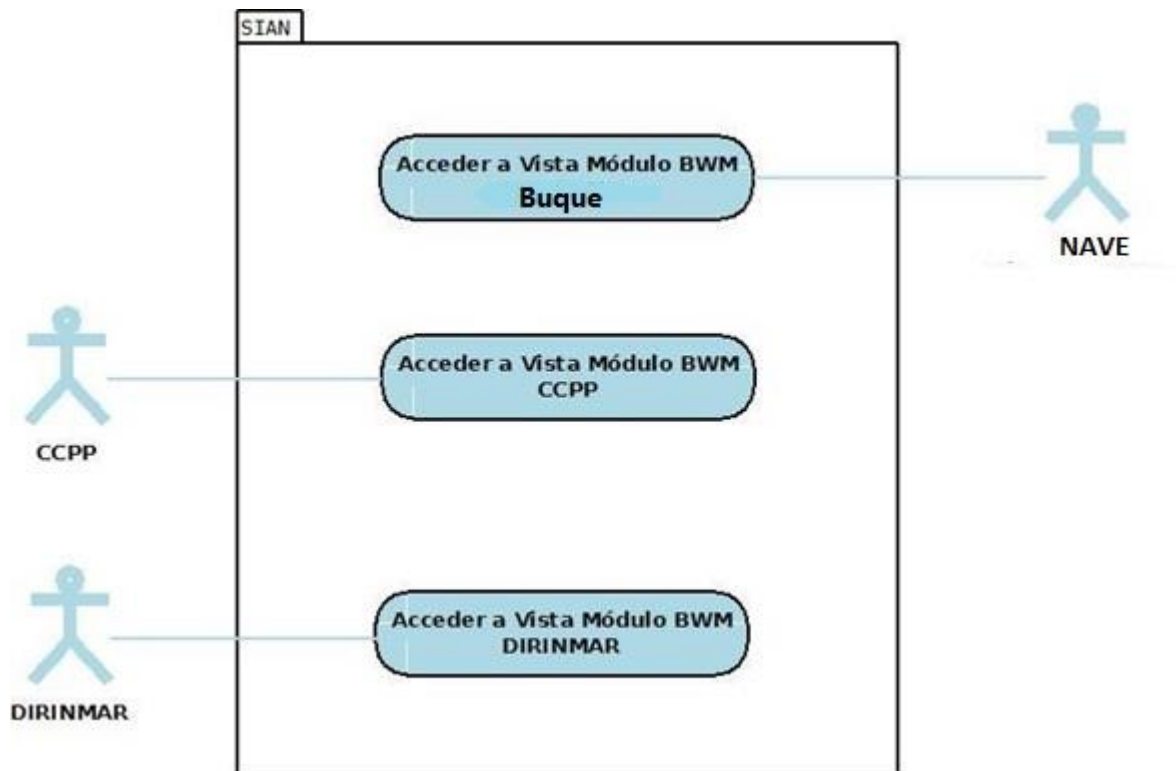 SIAN
Acceder a Vista Módulo BWM
Buque
NAVE
Acceder a Vista Módulo BWM
CCPP
CCPP
Acceder a Vista Módulo BWM
DIRINMAR
DIRINMAR